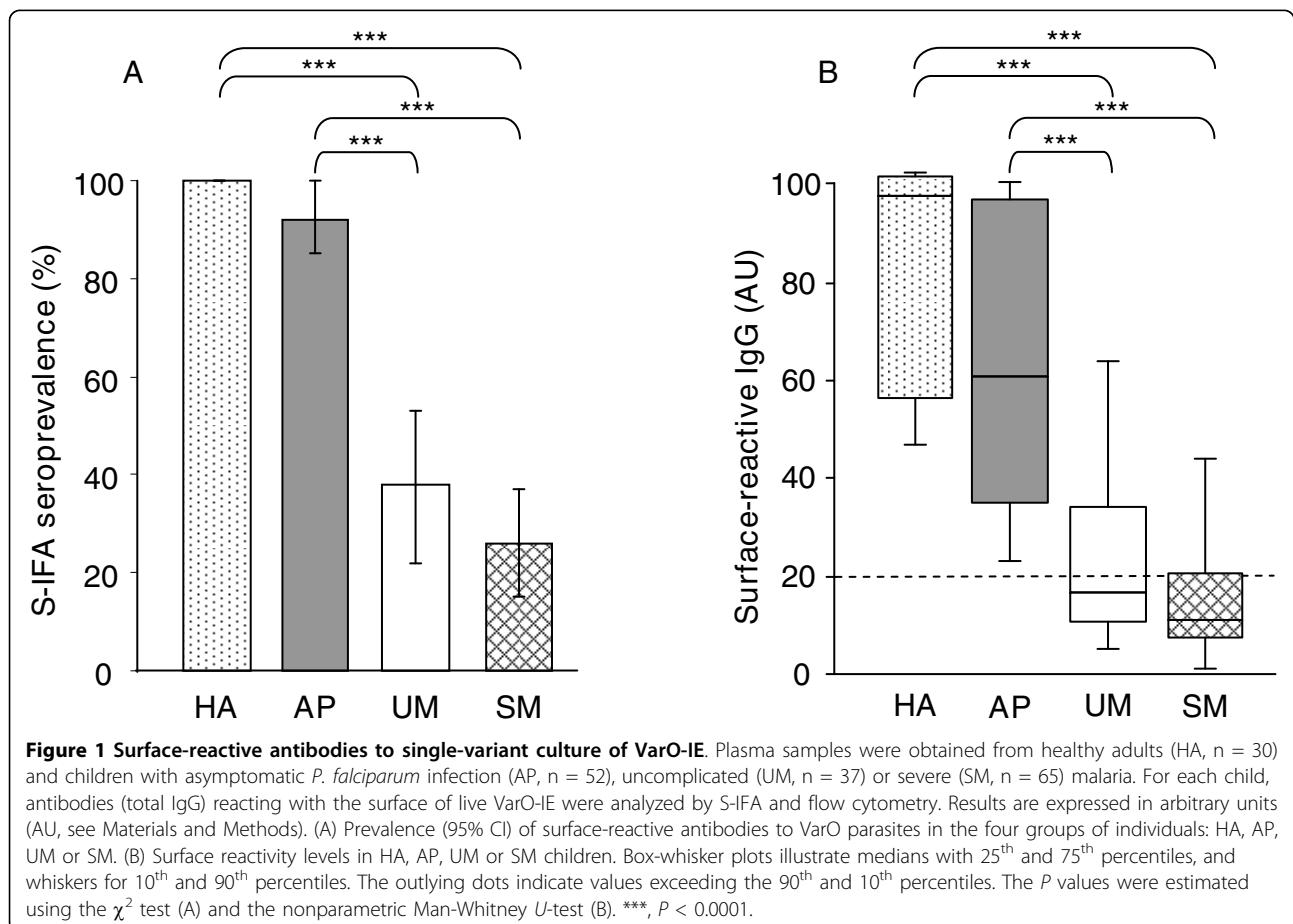 A
***
***
***
***
S-IFA seroprevalence (%)
100
80
60
40
20
0
HA AP UM SM
B
***
***
***
***
Surface-reactive IgG (AU)
100
80
60
40
20
0
HA AP UM SM
Figure 1 Surface-reactive antibodies to single-variant culture of VarO-IE. Plasma samples were obtained from healthy adults (HA, n = 30)
and children with asymptomatic P. falciparum infection (AP, n = 52), uncomplicated (UM, n = 37) or severe (SM, n = 65) malaria. For each child,
antibodies (total IgG) reacting with the surface of live VarO-IE were analyzed by S-IFA and flow cytometry. Results are expressed in arbitrary units
(AU, see Materials and Methods). (A) Prevalence (95% CI) of surface-reactive antibodies to VarO parasites in the four groups of individuals: HA, AP,
UM or SM. (B) Surface reactivity levels in HA, AP, UM or SM children. Box-whisker plots illustrate medians with 25th and 75th percentiles, and
whiskers for 10th and 90th percentiles. The outlying dots indicate values exceeding the 90th and 10th percentiles. The P values were estimated
using the χ2 test (A) and the nonparametric Man-Whitney U-test (B). ***, P < 0.0001.